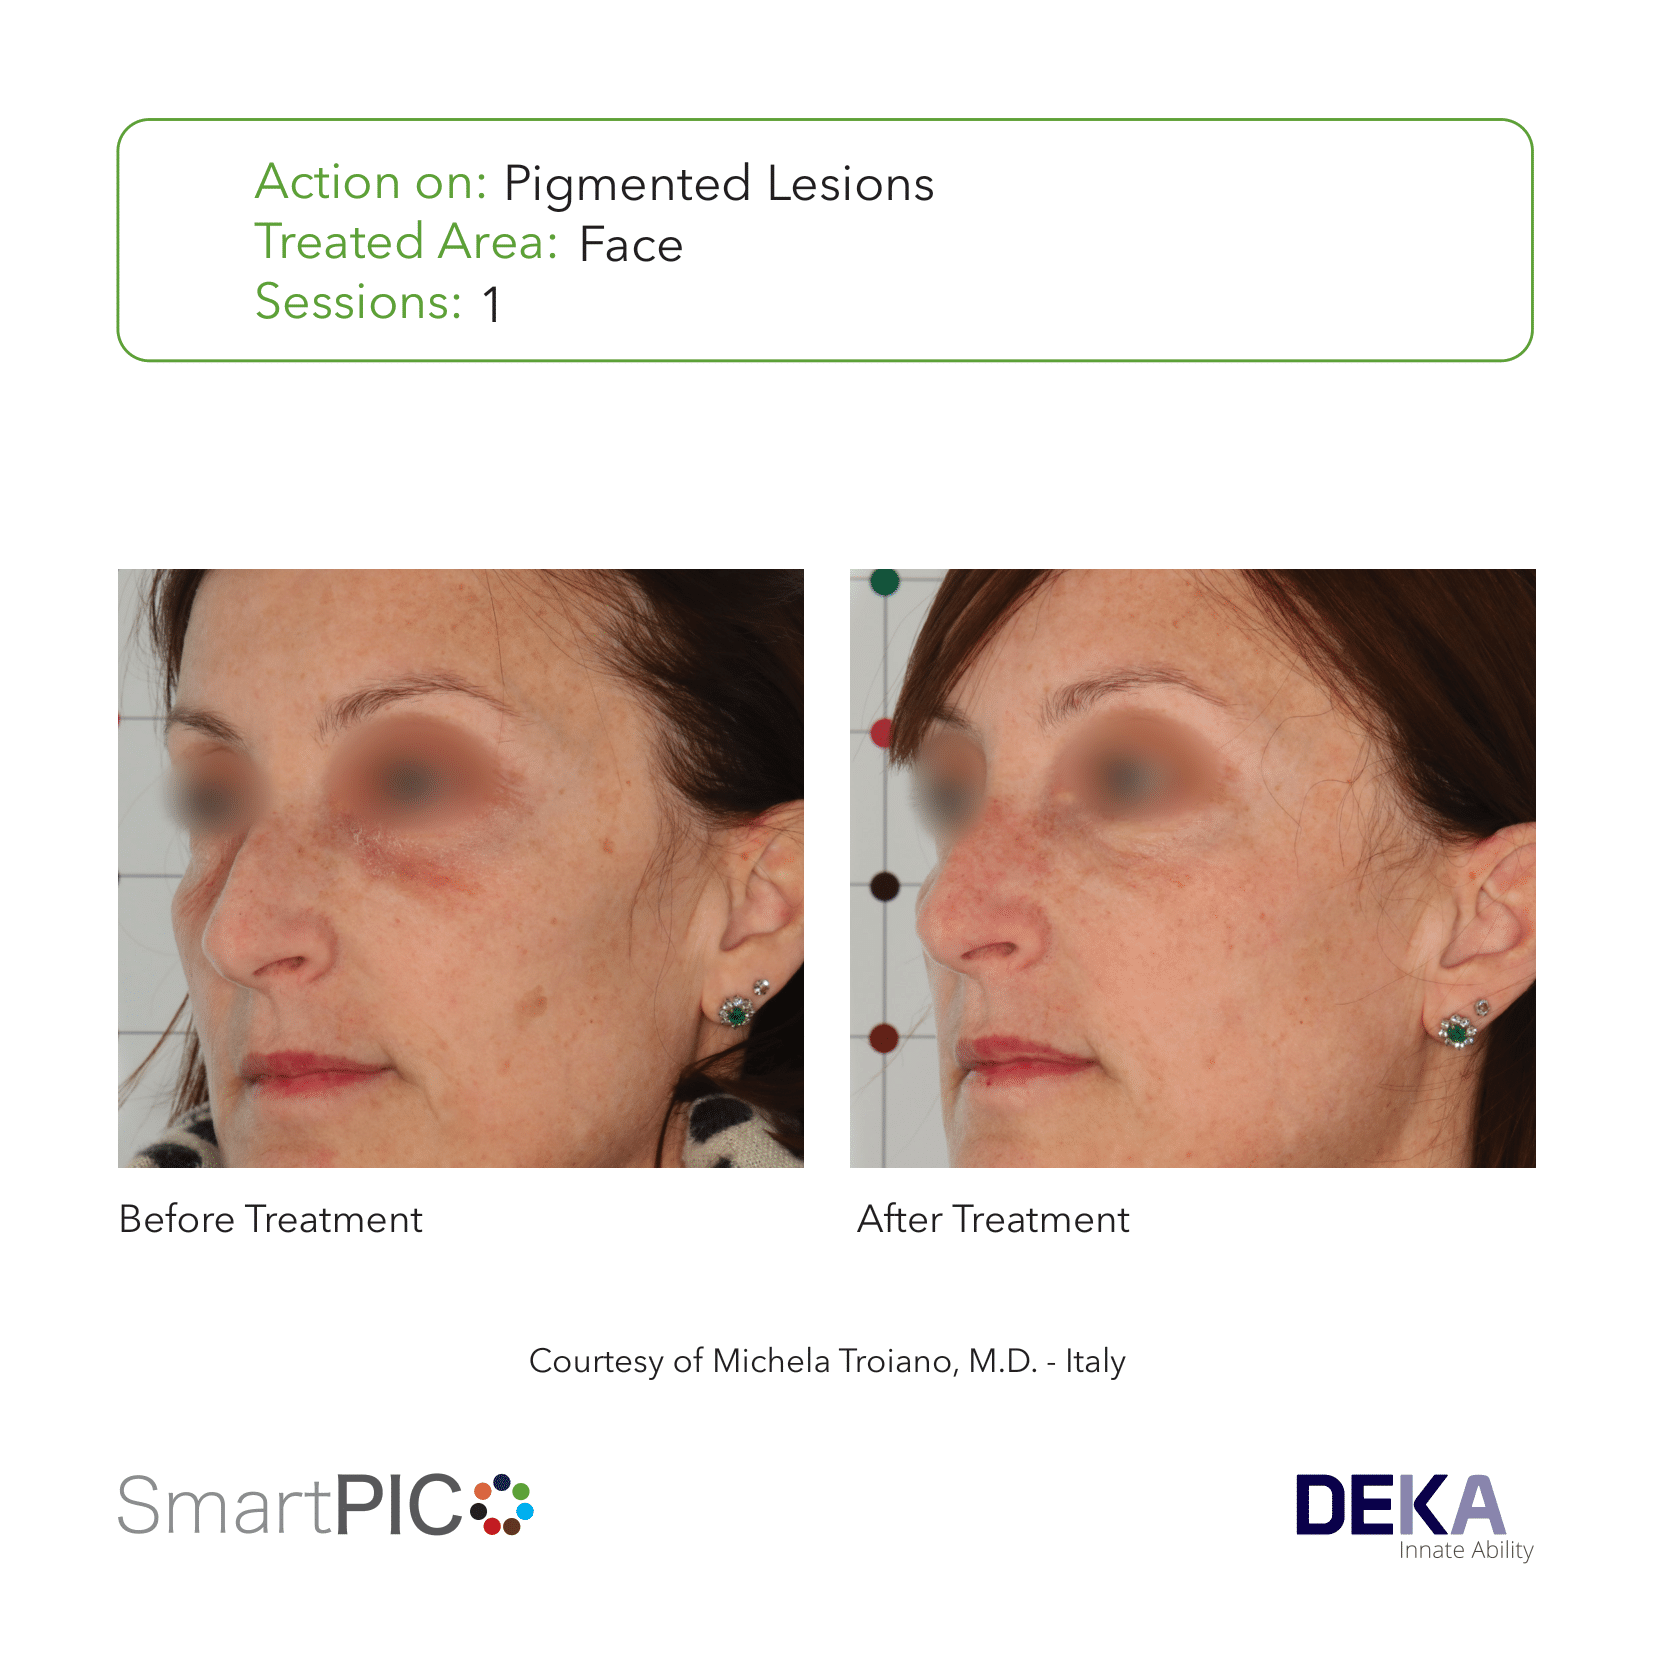 Action on: Pigmented Lesions
Treated Area: Face
Sessions: 1
Before Treatment
After Treatment
Courtesy of Michela Troiano, M.D. - Italy
SmartPICO
DEKA
Innate Ability